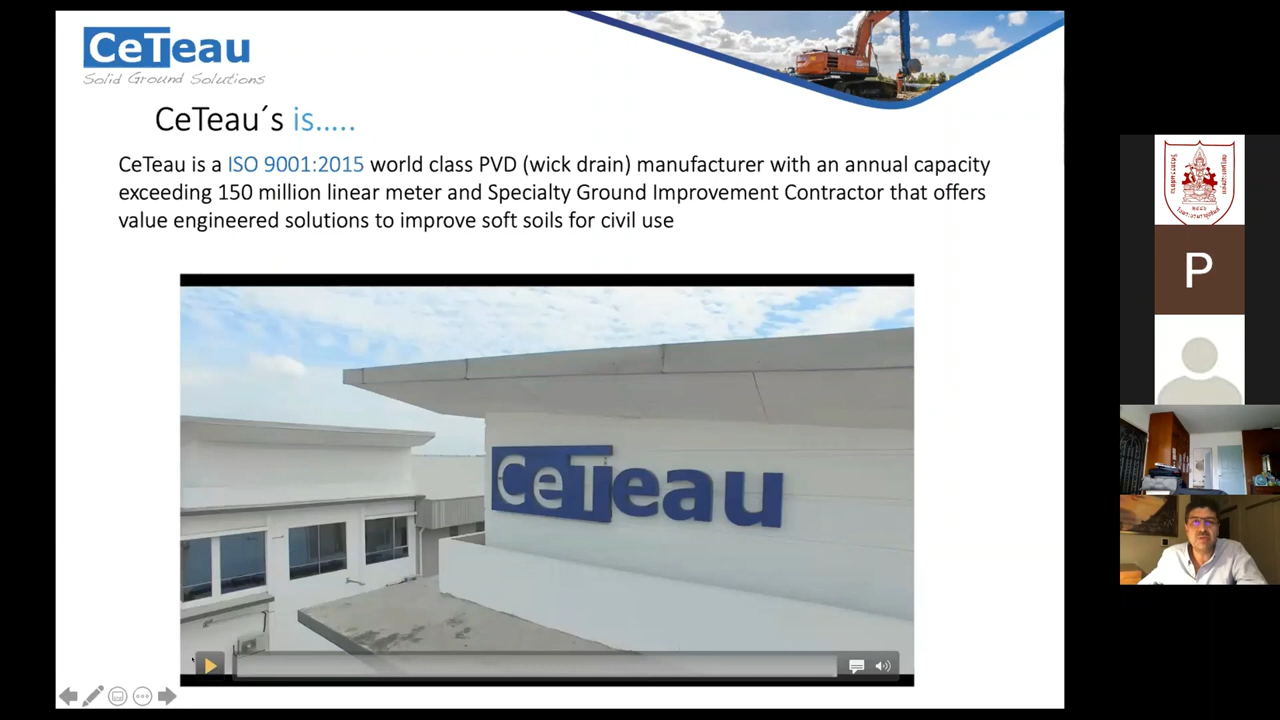 CeTeau
Solid Ground Solutions
CeTeau´s is.....
CeTeau is a ISO 9001:2015 world class PVD (wick drain) manufacturer with an annual capacity
exceeding 150 million linear meter and Specialty Ground Improvement Contractor that offers
value engineered solutions to improve soft soils for civil use
CeTeau
P